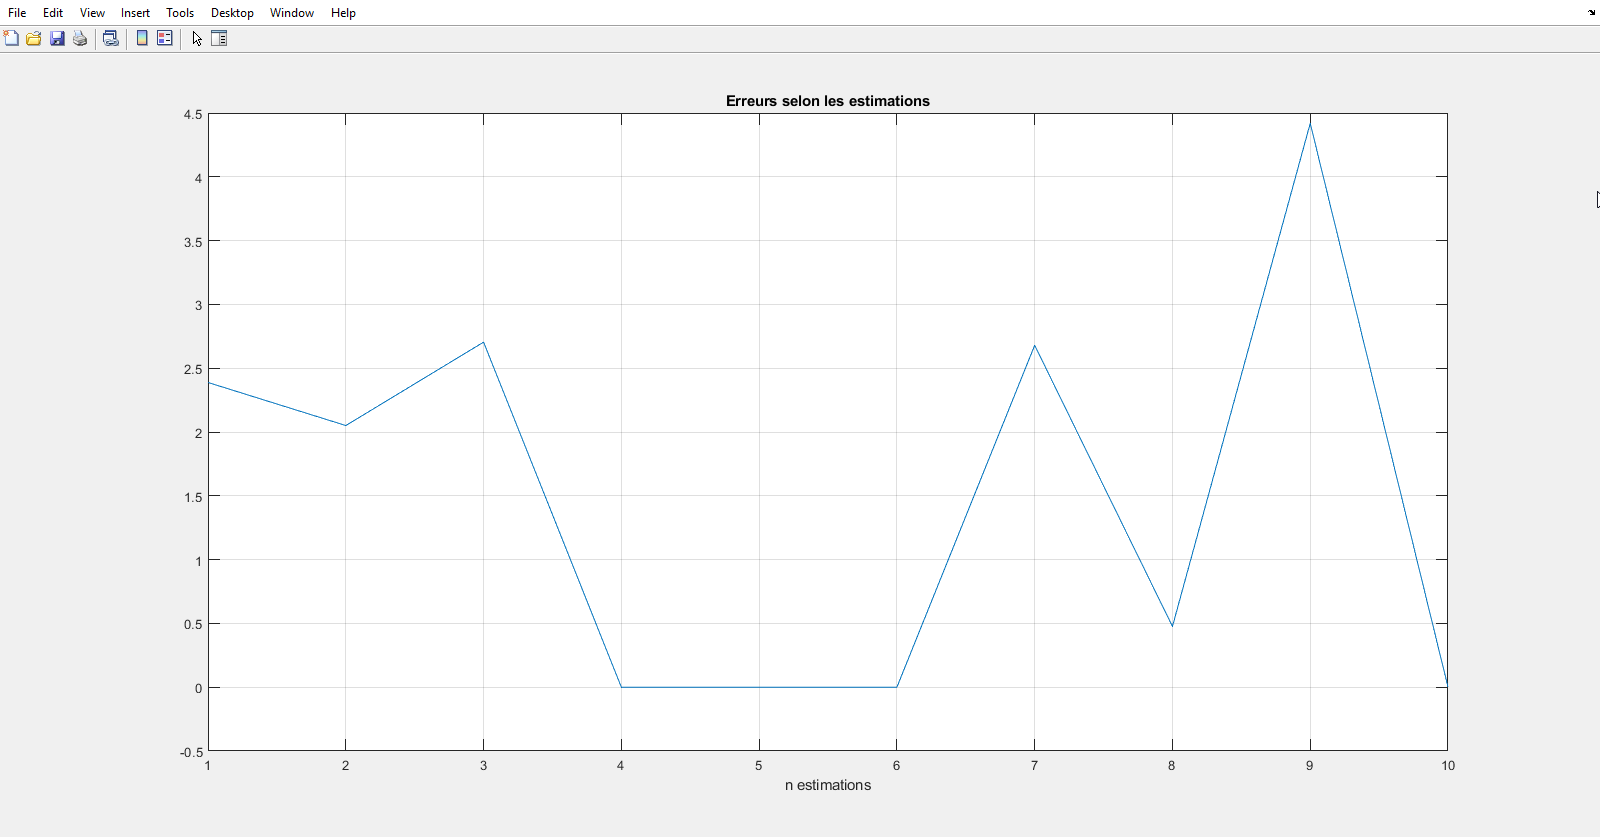 File Edit View Insert Tools Desktop Window Help
Erreurs selon les estimations
4.5
4
3.5
3
2.5
2
1.5
1
0.5
0
-0.5
1 2 3 4 5 6 7 8 9 10
n estimations